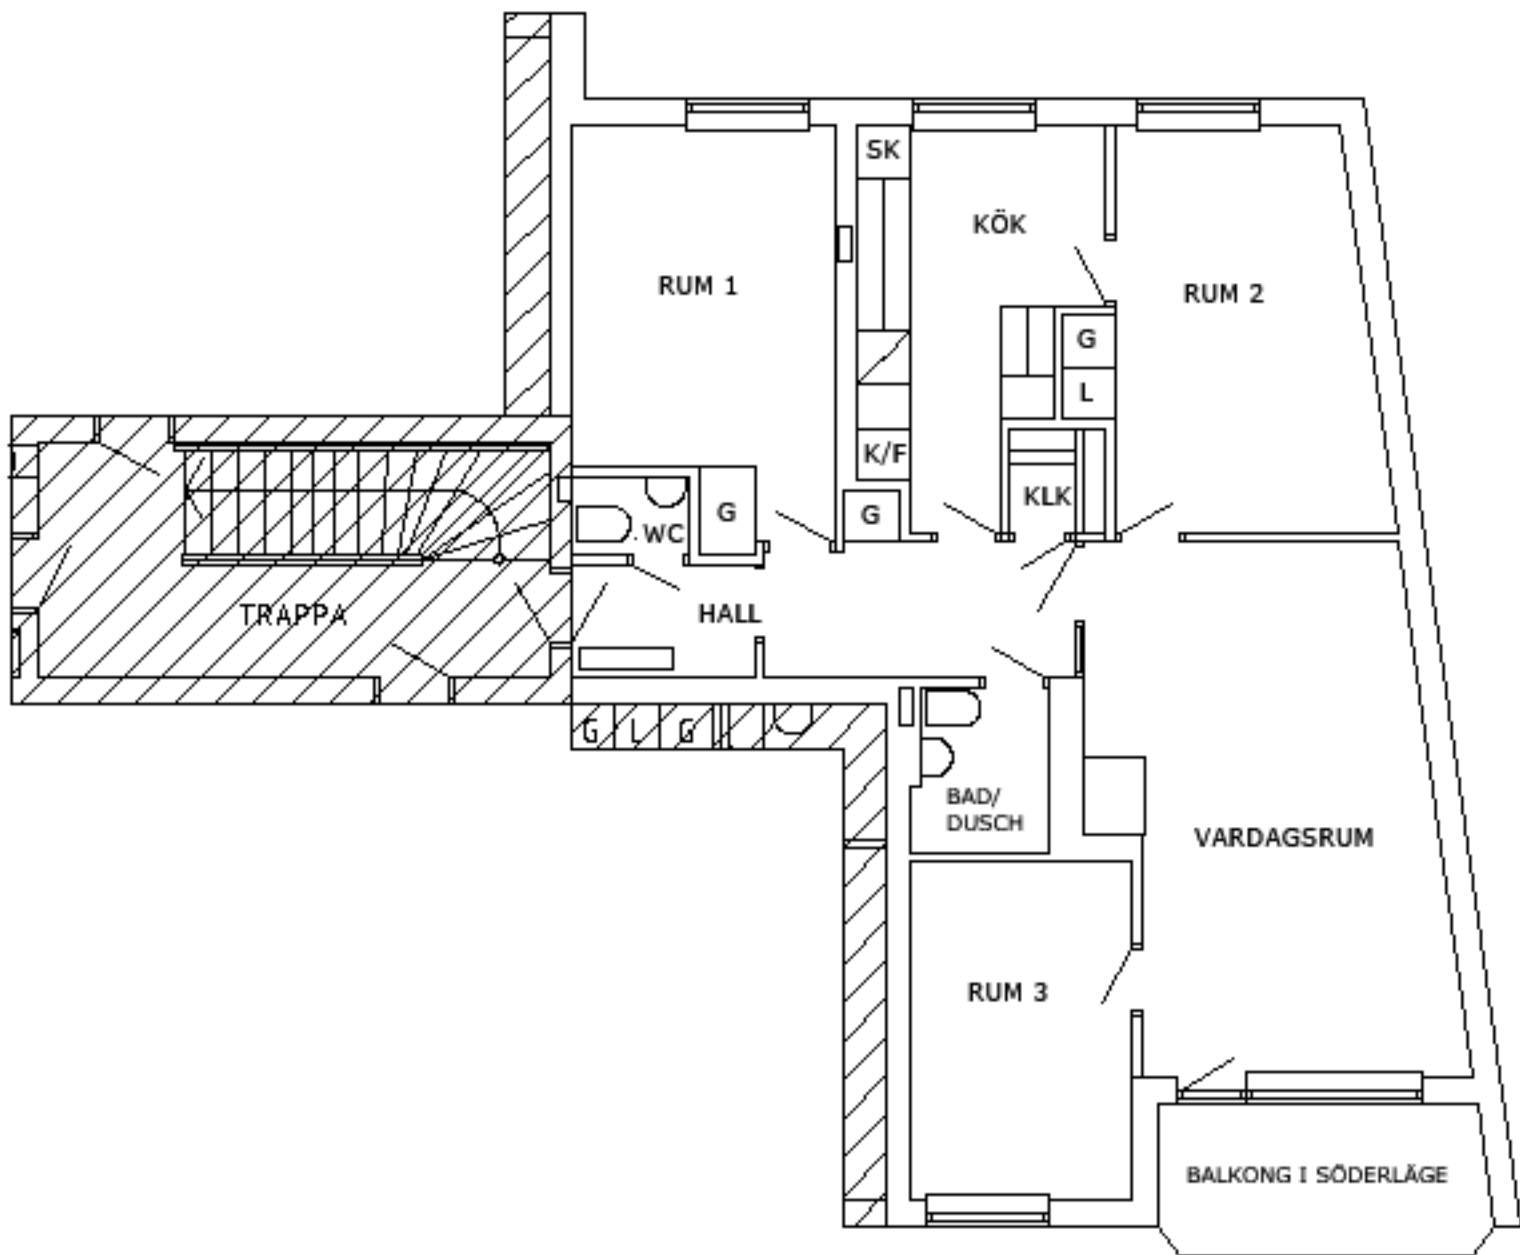 SK
KÖK
RUM 1
RUM 2
G
L
K/F
KLK
G
G
WC
TRAPPA
HALL
G
L
G
BAD/
DUSCH
VARDAGSRUM
RUM 3
BALKONG I SÖDERLÄGE